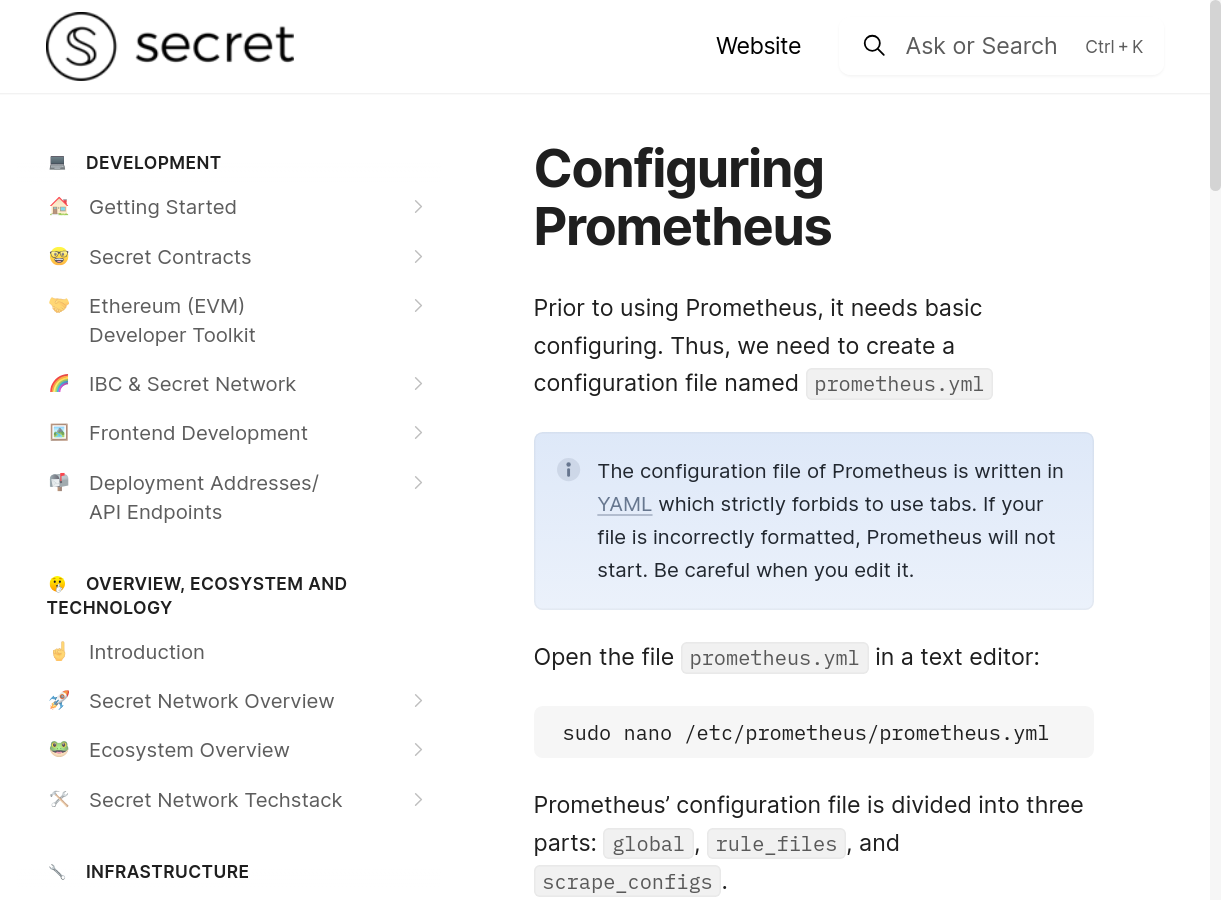 secret
Website
Ask or Search
Ctrl + K
DEVELOPMENT
Getting Started
Secret Contracts
Ethereum (EVM)
Developer Toolkit
IBC & Secret Network
Frontend Development
Deployment Addresses/
API Endpoints
OVERVIEW, ECOSYSTEM AND
TECHNOLOGY
Introduction
Secret Network Overview
Ecosystem Overview
Secret Network Techstack
INFRASTRUCTURE
Configuring
Prometheus
Prior to using Prometheus, it needs basic
configuring. Thus, we need to create a
configuration file named prometheus.yml
The configuration file of Prometheus is written in
YAML which strictly forbids to use tabs. If your
file is incorrectly formatted, Prometheus will not
start. Be careful when you edit it.
Open the file prometheus.yml in a text editor:
sudo nano /etc/prometheus/prometheus.yml
Prometheus’ configuration file is divided into three
parts: global, rule_files, and
scrape_configs.